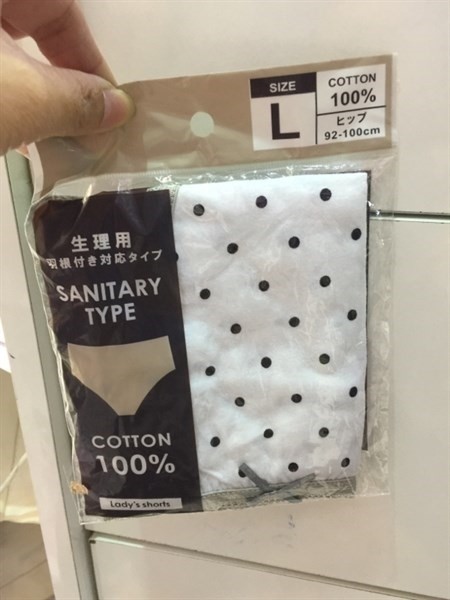 SIZE
L
COTTON
100%
ヒップ
92-100cm
生理用
羽根付き対応タイプ
SANITARY
TYPE
COTTON
100%
Lady's shorts